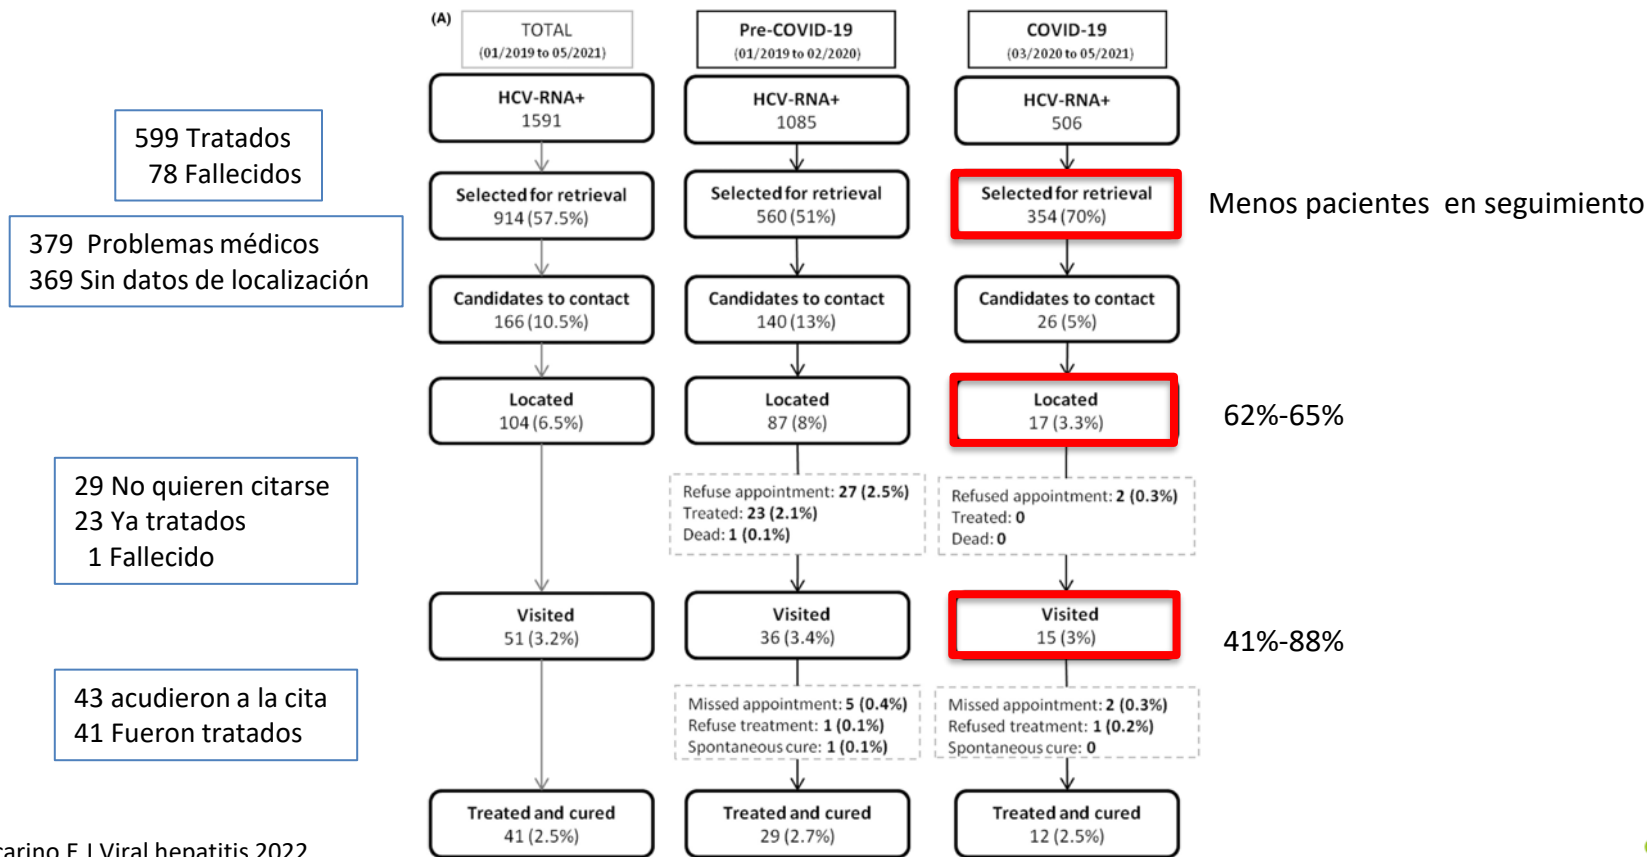 (A)
TOTAL
(01/2019 to 05/2021)
Pre-COVID-19
(01/2019 to 02/2020)
COVID-19
(03/2020 to 05/2021)
HCV-RNA+
1591
HCV-RNA+
1085
HCV-RNA+
506
599 Tratados
78 Fallecidos
Selected for retrieval
914 (57.5%)
Selected for retrieval
560 (51%)
Selected for retrieval
354 (70%)
Menos pacientes en seguimiento
379 Problemas médicos
369 Sin datos de localización
Candidates to contact
166 (10.5%)
Candidates to contact
140 (13%)
Candidates to contact
26 (5%)
Located
104 (6.5%)
Located
87 (8%)
Located
17 (3.3%)
62%-65%
29 No quieren citarse
23 Ya tratados
1 Fallecido
Refuse appointment: 27 (2.5%)
Treated: 23 (2.1%)
Dead: 1 (0.1%)
Refused appointment: 2 (0.3%)
Treated: 0
Dead: 0
Visited
51 (3.2%)
Visited
36 (3.4%)
Visited
15 (3%)
41%-88%
43 acudieron a la cita
41 Fueron tratados
Missed appointment: 5 (0.4%)
Refuse treatment: 1 (0.1%)
Spontaneous cure: 1 (0.1%)
Missed appointment: 2 (0.3%)
Refused treatment: 1 (0.2%)
Spontaneous cure: 0
Treated and cured
41 (2.5%)
Treated and cured
29 (2.7%)
Treated and cured
12 (2.5%)
J Viral hepatitis 2022